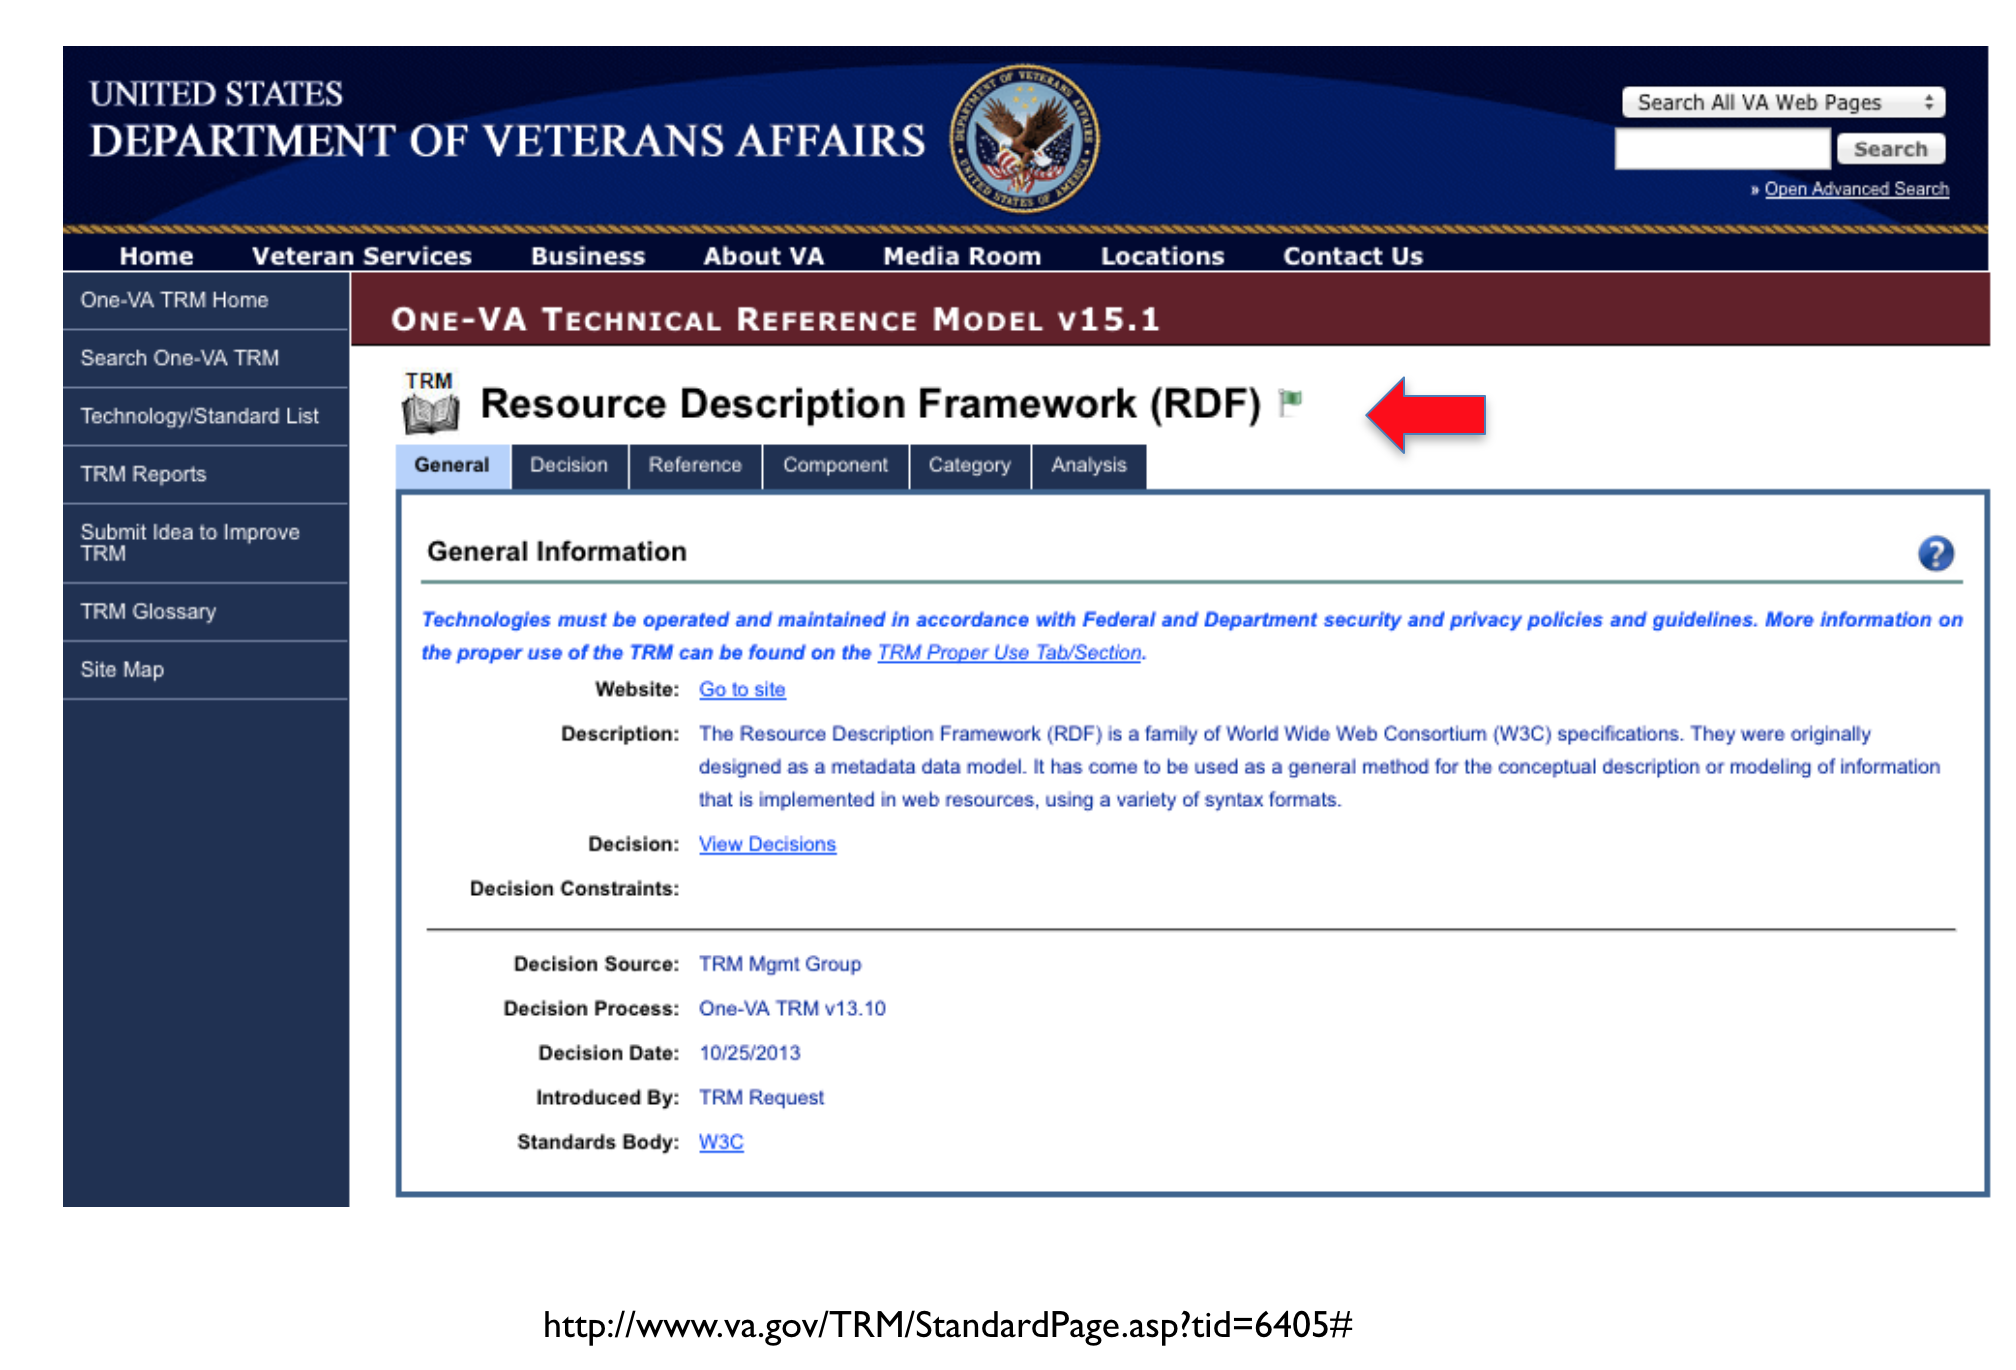 UNITED STATES
DEPARTMENT OF VETERANS AFFAIRS
DEPARTMENT OF VETERANS AFFAIRS
UNITED STATES OF AMERICA
Search All VA Web Pages
Search
» Open Advanced Search
Home Veteran Services Business About VA Media Room Locations Contact Us
One-VA TRM Home
Search One-VA TRM
Technology/Standard List
TRM Reports
Submit Idea to Improve
TRM
TRM Glossary
Site Map
ONE-VA TECHNICAL REFERENCE MODEL V15.1
TRM
Resource Description Framework (RDF)
General Decision Reference Component Category Analysis
General Information
?
Technologies must be operated and maintained in accordance with Federal and Department security and privacy policies and guidelines. More information on
the proper use of the TRM can be found on the TRM Proper Use Tab/Section.
Website: Go to site
Description: The Resource Description Framework (RDF) is a family of World Wide Web Consortium (W3C) specifications. They were originally
designed as a metadata data model. It has come to be used as a general method for the conceptual description or modeling of information
that is implemented in web resources, using a variety of syntax formats.
Decision: View Decisions
Decision Constraints:
Decision Source: TRM Mgmt Group
Decision Process: One-VA TRM v13.10
Decision Date: 10/25/2013
Introduced By: TRM Request
Standards Body: W3C
http://www.va.gov/TRM/StandardPage.asp?tid=6405#